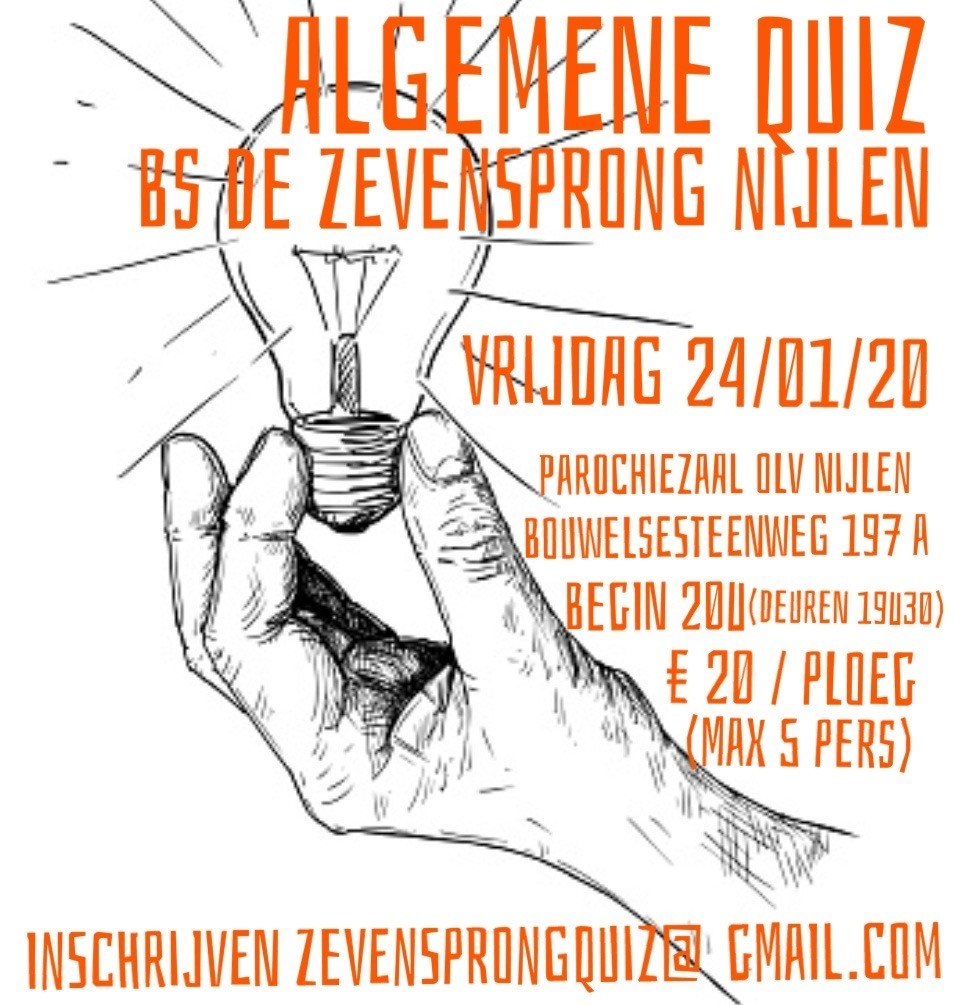 ALGEMENE QUIZ
BS DE ZEVENSPRONG NIJLEN
VRIJDAG 24/01/20
PAROCHIEZAAL OLV NIJLEN
BOUWELSESTEENWEG 197 A
BEGIN 20U(DEUREN 19U30)
€ 20 / PLOEG
(MAX 5 PERS)
INSCHRIJVEN ZEVENSPRONGQUIZ@ GMAIL.COM